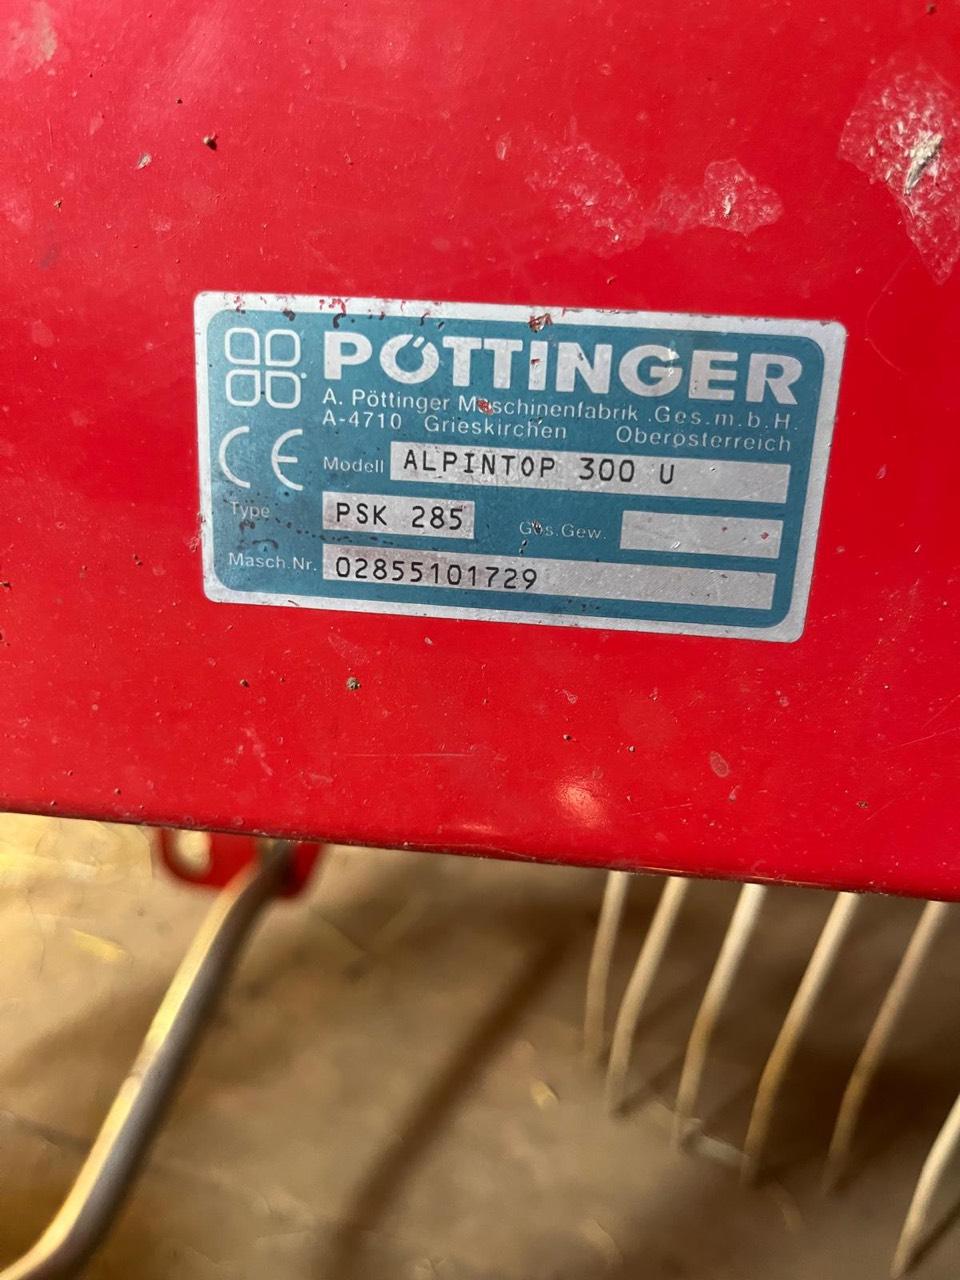 PÖTTINGER
A. Pöttinger Maschinenfabrik .Ges.m.b.H.
A-4710 Grieskirchen Oberösterreich
CE
Modell ALPINTOP 300 U
Type PSK 285 Ges.Gew.
Masch.Nr. 02855101729